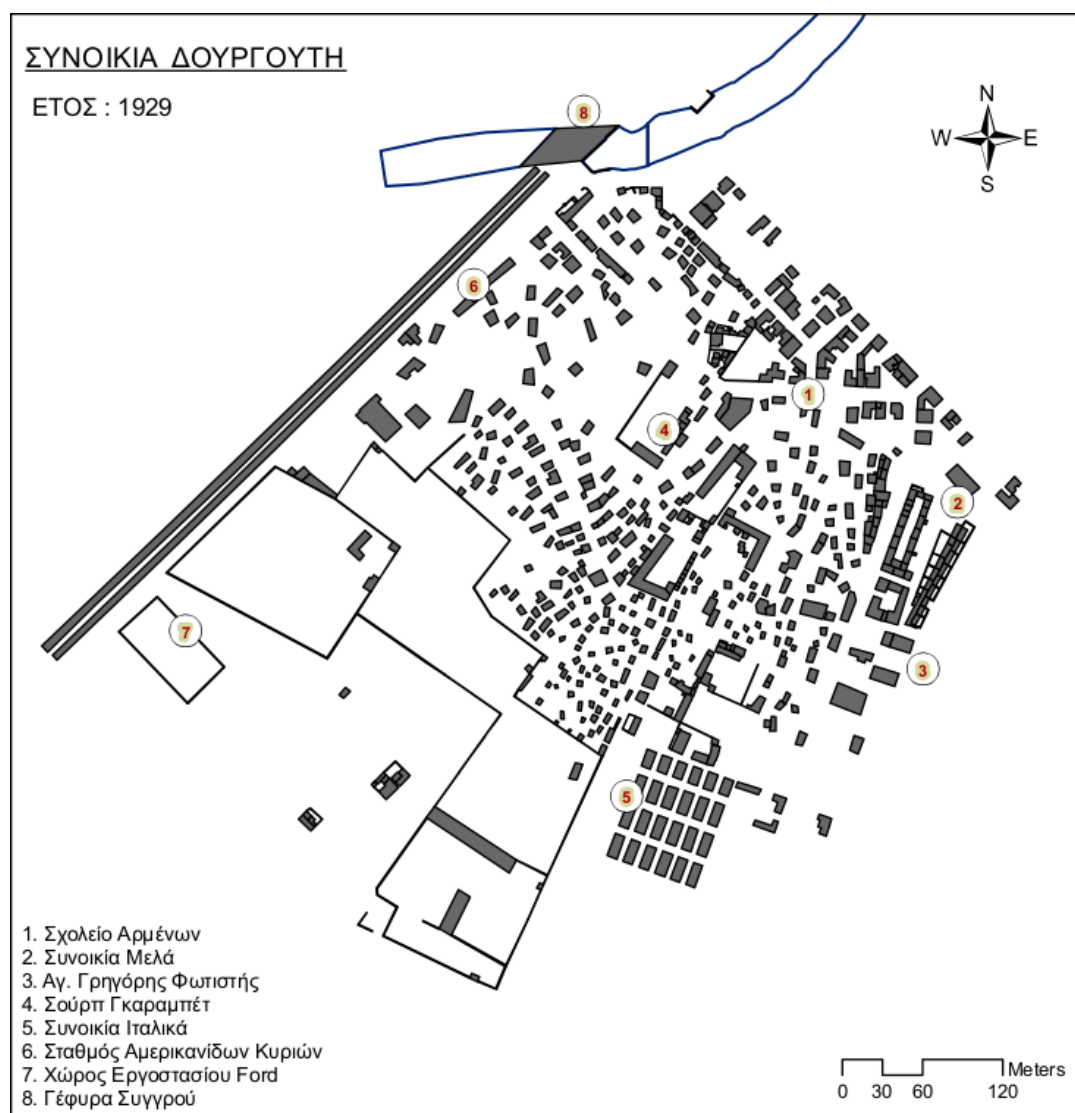 ΣΥΝΟΙΚΙΑ ΔΟΥΡΓΟΥΤΗ
ΕΤΟΣ : 1929
8
N
W E
S
6
1
4
2
7
3
5
1. Σχολείο Αρμένων
2. Συνοικία Μελά
3. Αγ. Γρηγόρης Φωτιστής
4. Σούρπ Γκαραμπέτ
5. Συνοικία Ιταλικά
6. Σταθμός Αμερικανίδων Κυριών
7. Χώρος Εργοστασίου Ford
8. Γέφυρα Συγγρού
Meters
0 30 60 120